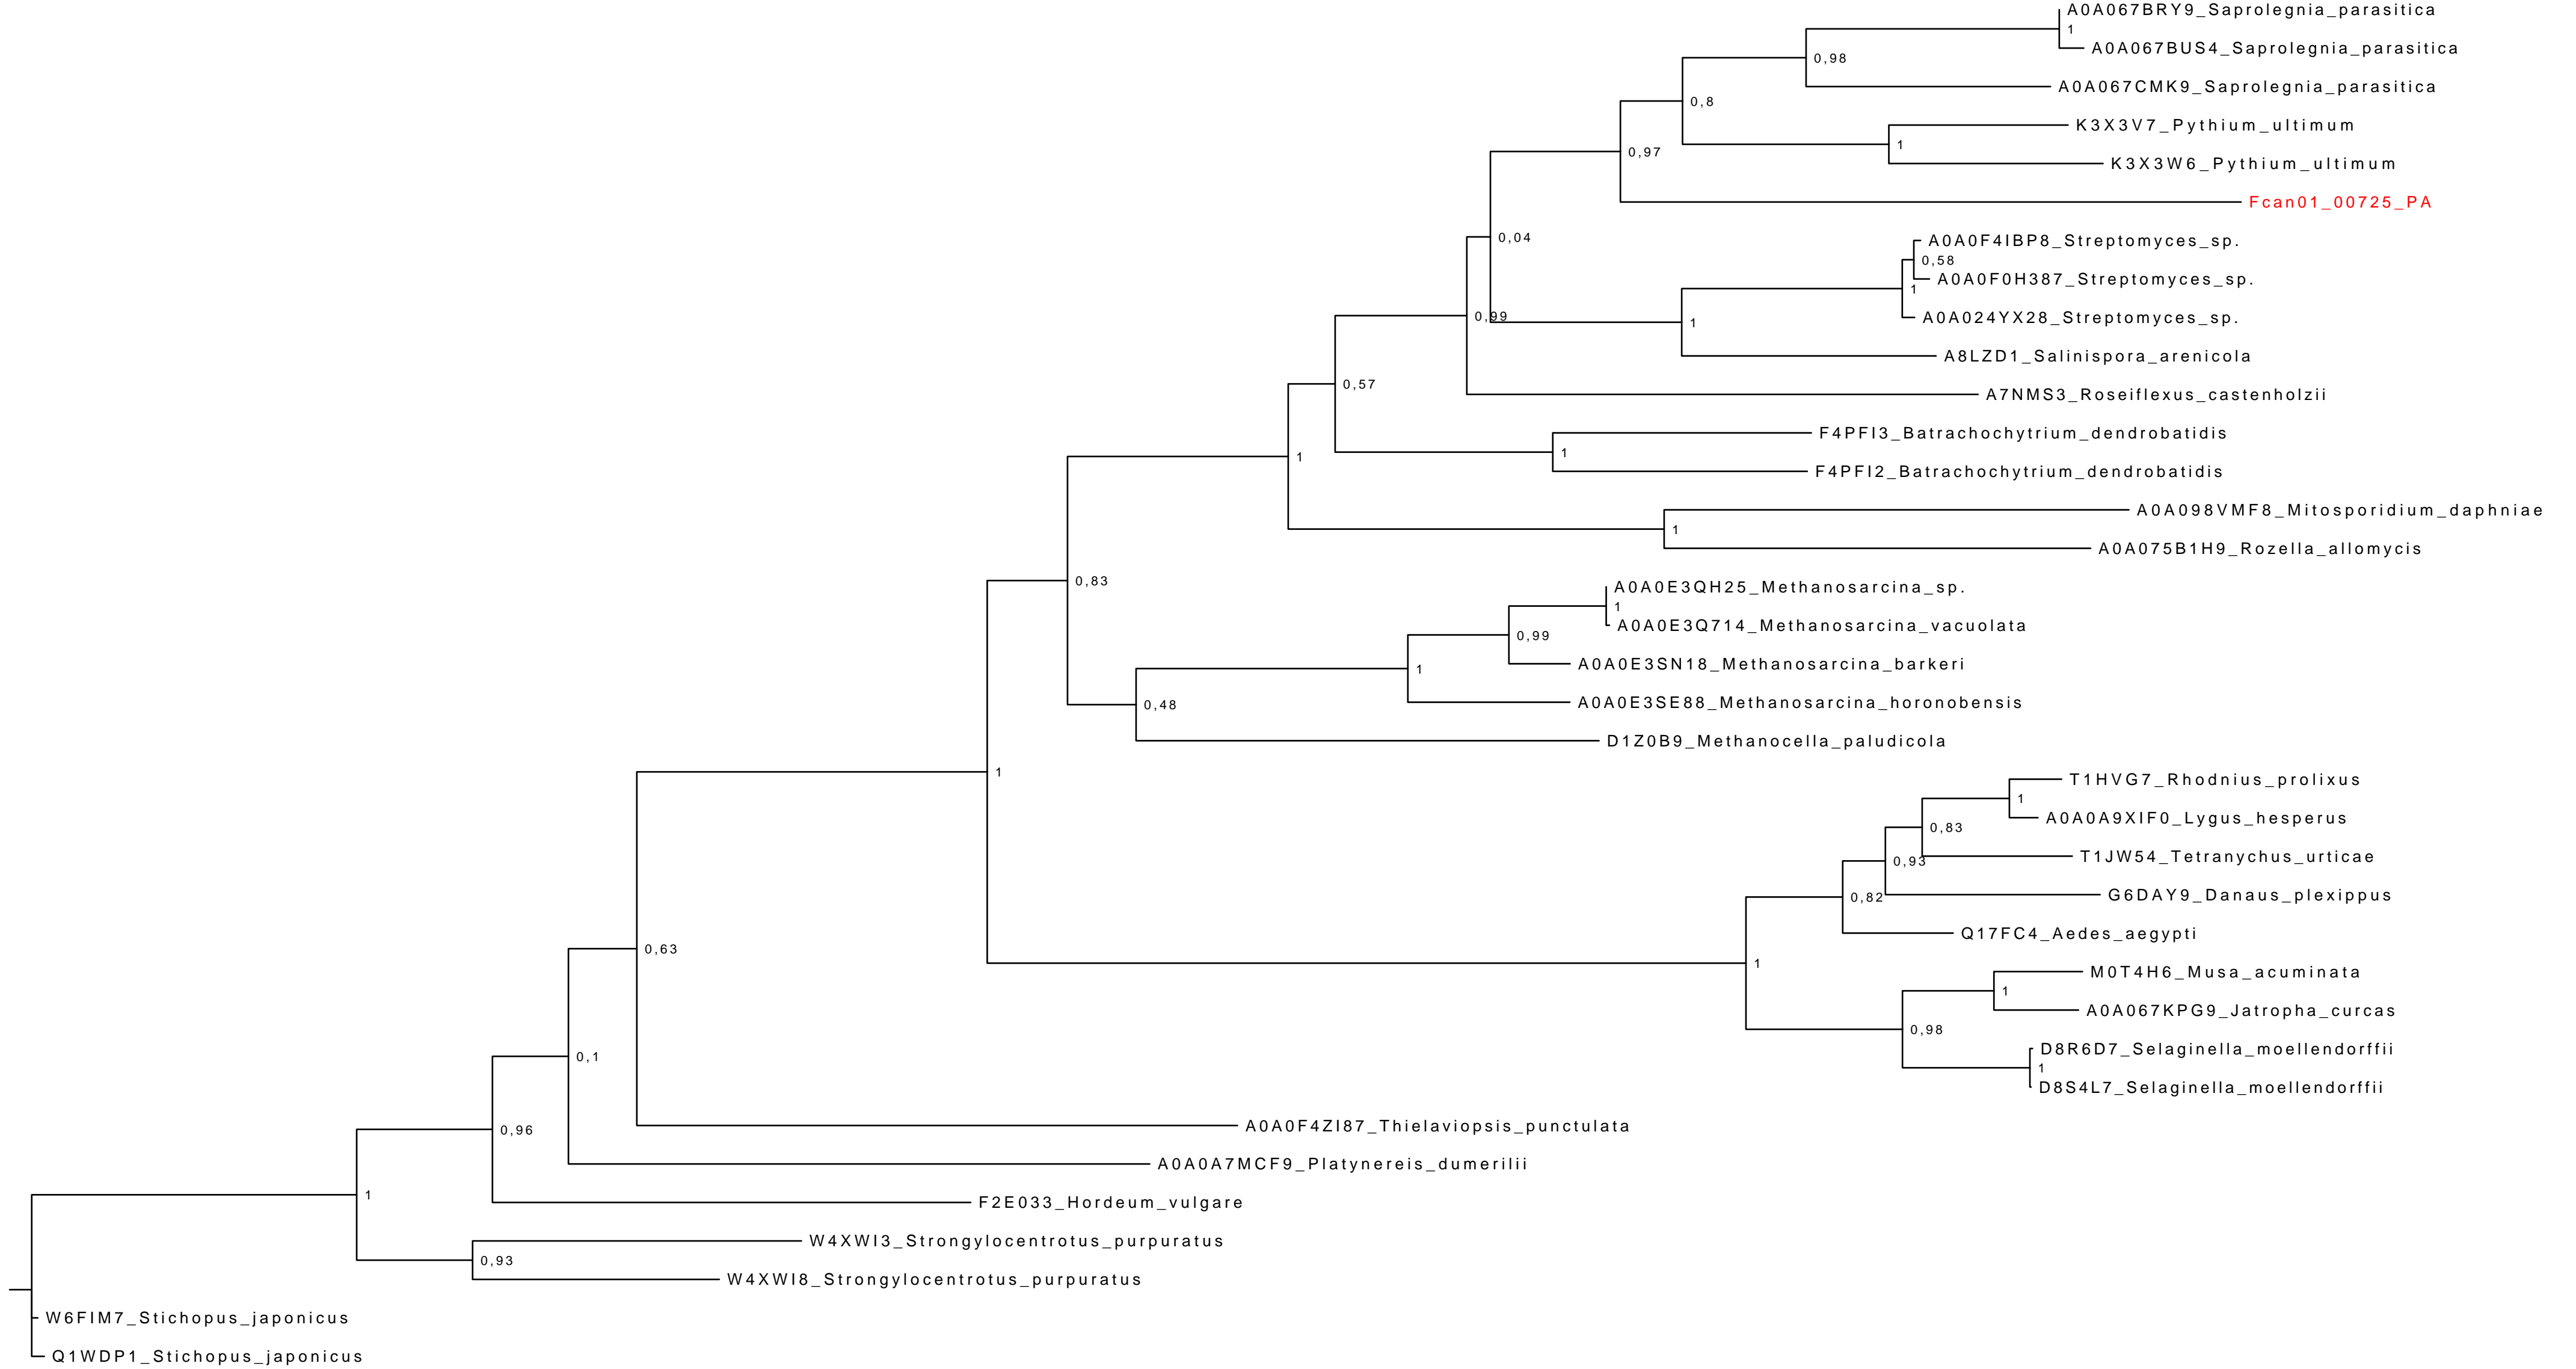 A0A067BRY9_Saprolegnia_parasitica
1
A0A067BUS4_Saprolegnia_parasitica
0,98
A0A067CMK9_Saprolegnia_parasitica
0,8
K3X3V7_Pythium_ultimum
1
0,97
K3X3W6_Pythium_ultimum
Fcan01_00725_PA
0,04
A0A0F4IBP8_Streptomyces_sp.
0,58
A0A0F0H387_Streptomyces_sp.
1
0,99
A0A024YX28_Streptomyces_sp.
1
A8LZD1_Salinispora_arenicola
0,57
A7NMS3_Roseiflexus_castenholzii
F4PFI3_Batrachochytrium_dendrobatidis
1
1
F4PFI2_Batrachochytrium_dendrobatidis
A0A098VMF8_Mitosporidium_daphniae
1
A0A075B1H9_Rozella_allomycis
0,83
A0A0E3QH25_Methanosarcina_sp.
1
A0A0E3Q714_Methanosarcina_vacuolata
0,99
A0A0E3SN18_Methanosarcina_barkeri
1
A0A0E3SE88_Methanosarcina_horonobensis
0,48
D1Z0B9_Methanocella_paludicola
1
T1HVG7_Rhodnius_prolixus
1
A0A0A9XIF0_Lygus_hesperus
0,83
T1JW54_Tetranychus_urticae
0,93
G6DAY9_Danaus_plexippus
0,82
Q17FC4_Aedes_aegypti
0,63
1
M0T4H6_Musa_acuminata
1
A0A067KPG9_Jatropha_curcas
0,98
D8R6D7_Selaginella_moellendorffii
0,1
1
D8S4L7_Selaginella_moellendorffii
A0A0F4ZI87_Thielaviopsis_punctulata
0,96
A0A0A7MCF9_Platynereis_dumerilii
1
F2E033_Hordeum_vulgare
W4XWI3_Strongylocentrotus_purpuratus
0,93
W4XWI8_Strongylocentrotus_purpuratus
W6FIM7_Stichopus_japonicus
Q1WDP1_Stichopus_japonicus